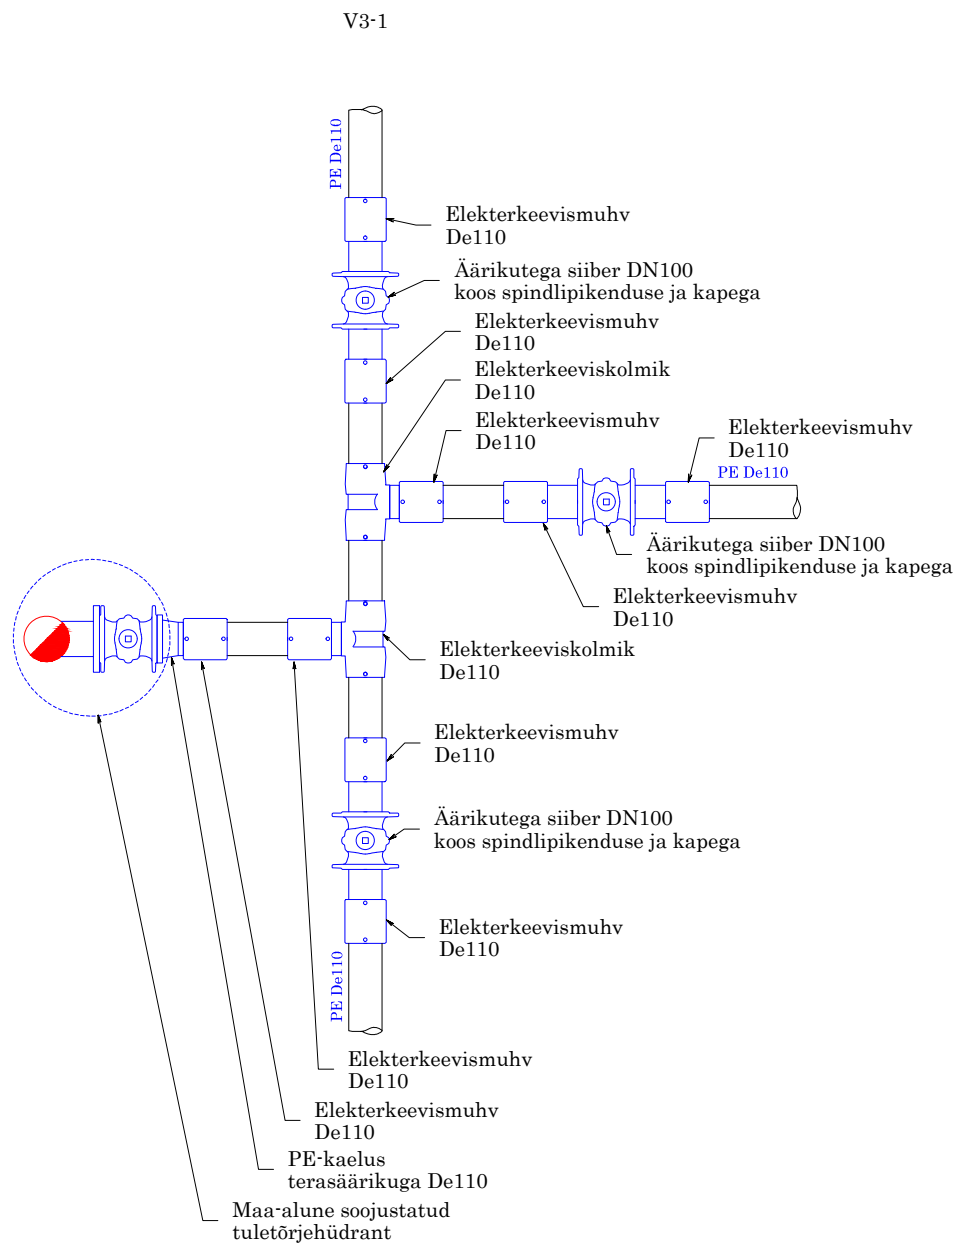 V3-1
PE De110
Elekterkeevismuhv
De110
Äärikutega siiber DN100
koos spindlipikenduse ja kapega
Elekterkeevismuhv
De110
Elekterkeeviskolmik
De110
Elekterkeevismuhv
De110
Elekterkeevismuhv
De110
PE De110
Äärikutega siiber DN100
koos spindlipikenduse ja kapega
Elekterkeevismuhv
De110
Elekterkeeviskolmik
De110
Elekterkeevismuhv
De110
Äärikutega siiber DN100
koos spindlipikenduse ja kapega
Elekterkeevismuhv
De110
PE De110
Elekterkeevismuhv
De110
Elekterkeevismuhv
De110
PE-kaelus
terasäärikuga De110
Maa-alune soojustatud
tuletõrjehüdrant